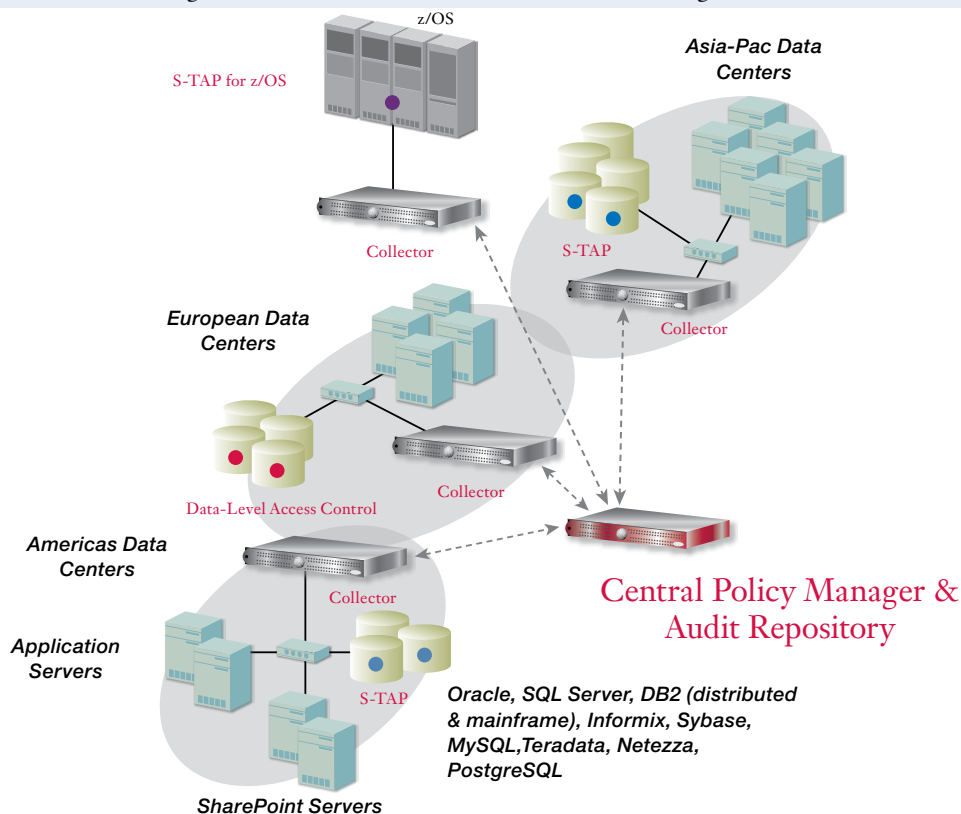 z/OS
S-TAP for z/OS
Asia-Pac Data
Centers
Collector
S-TAP
Collector
European Data
Centers
Collector
Data-Level Access Control
Americas Data
Centers
Collector
Central Policy Manager &
Audit Repository
Application
Servers
S-TAP
Oracle, SQL Server, DB2 (distributed
& mainframe), Informix, Sybase,
MySQL,Teradata, Netezza,
PostgreSQL
SharePoint Servers